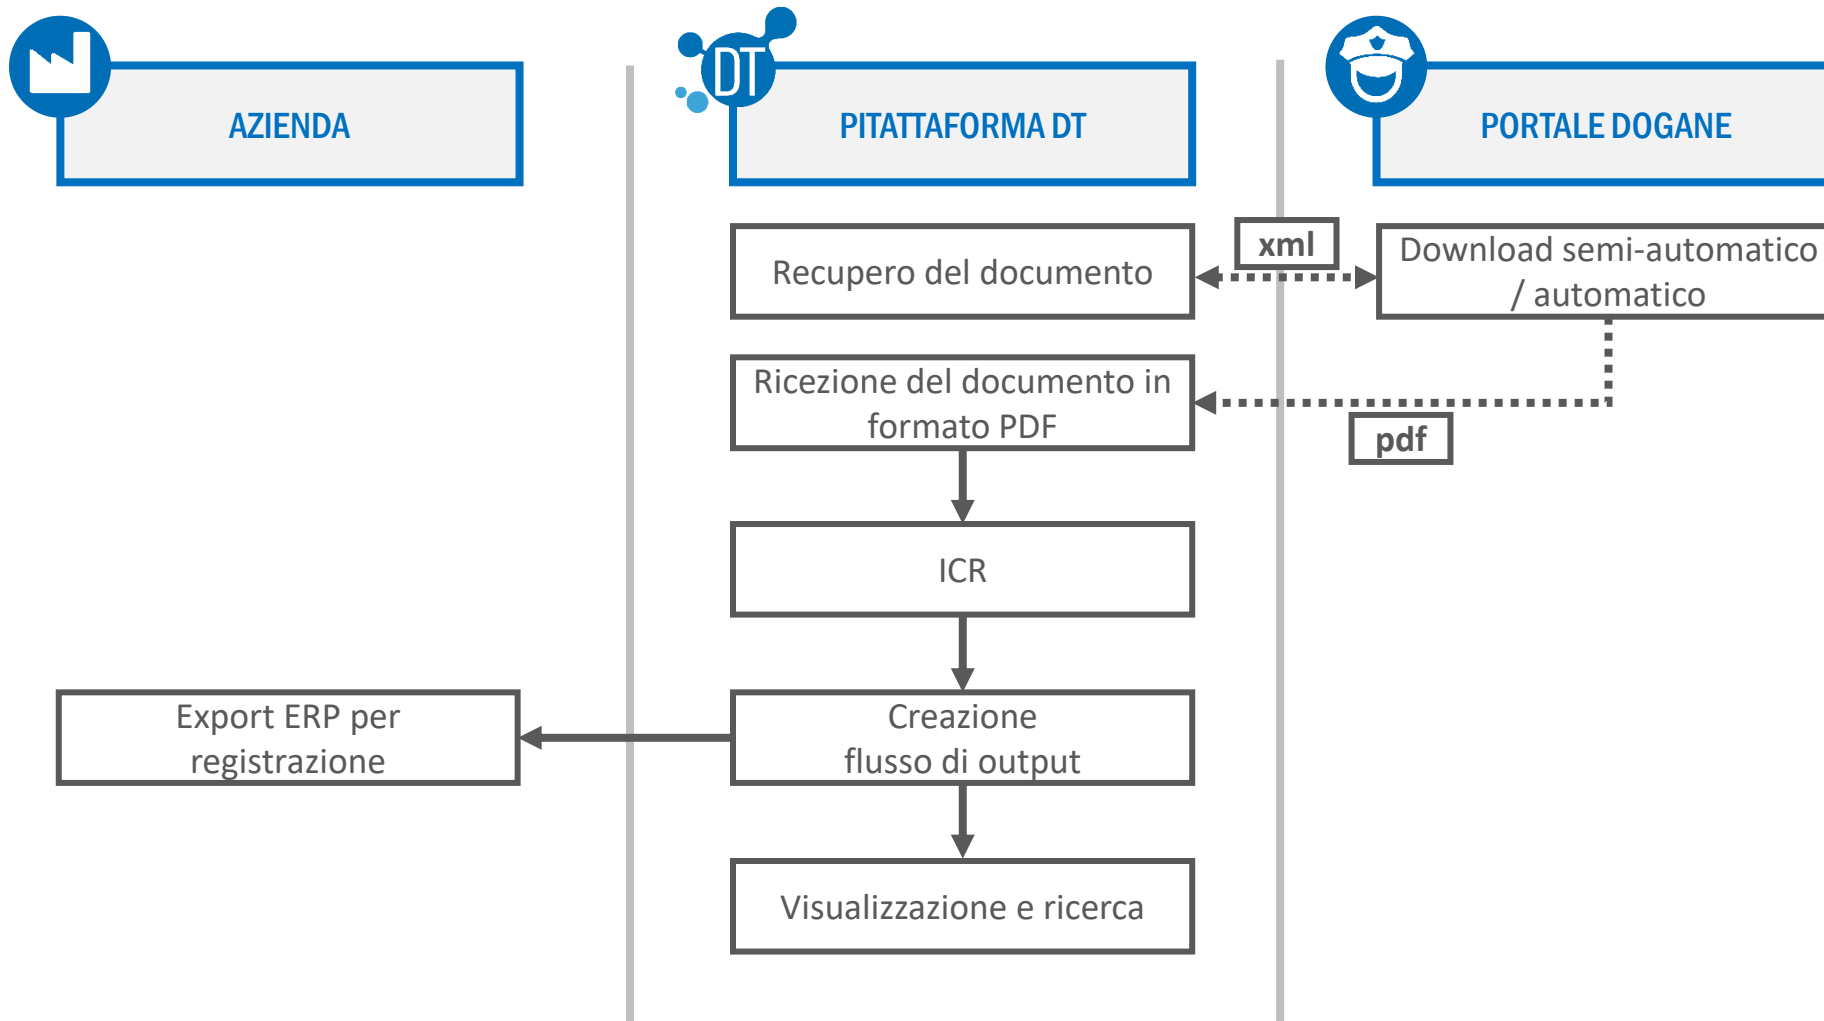 AZIENDA
DT
PITATTAFORMA DT
PORTALE DOGANE
Recupero del documento
xml
Download semi-automatico
/ automatico
Ricezione del documento in
formato PDF
pdf
ICR
Export ERP per
registrazione
Creazione
flusso di output
Visualizzazione e ricerca